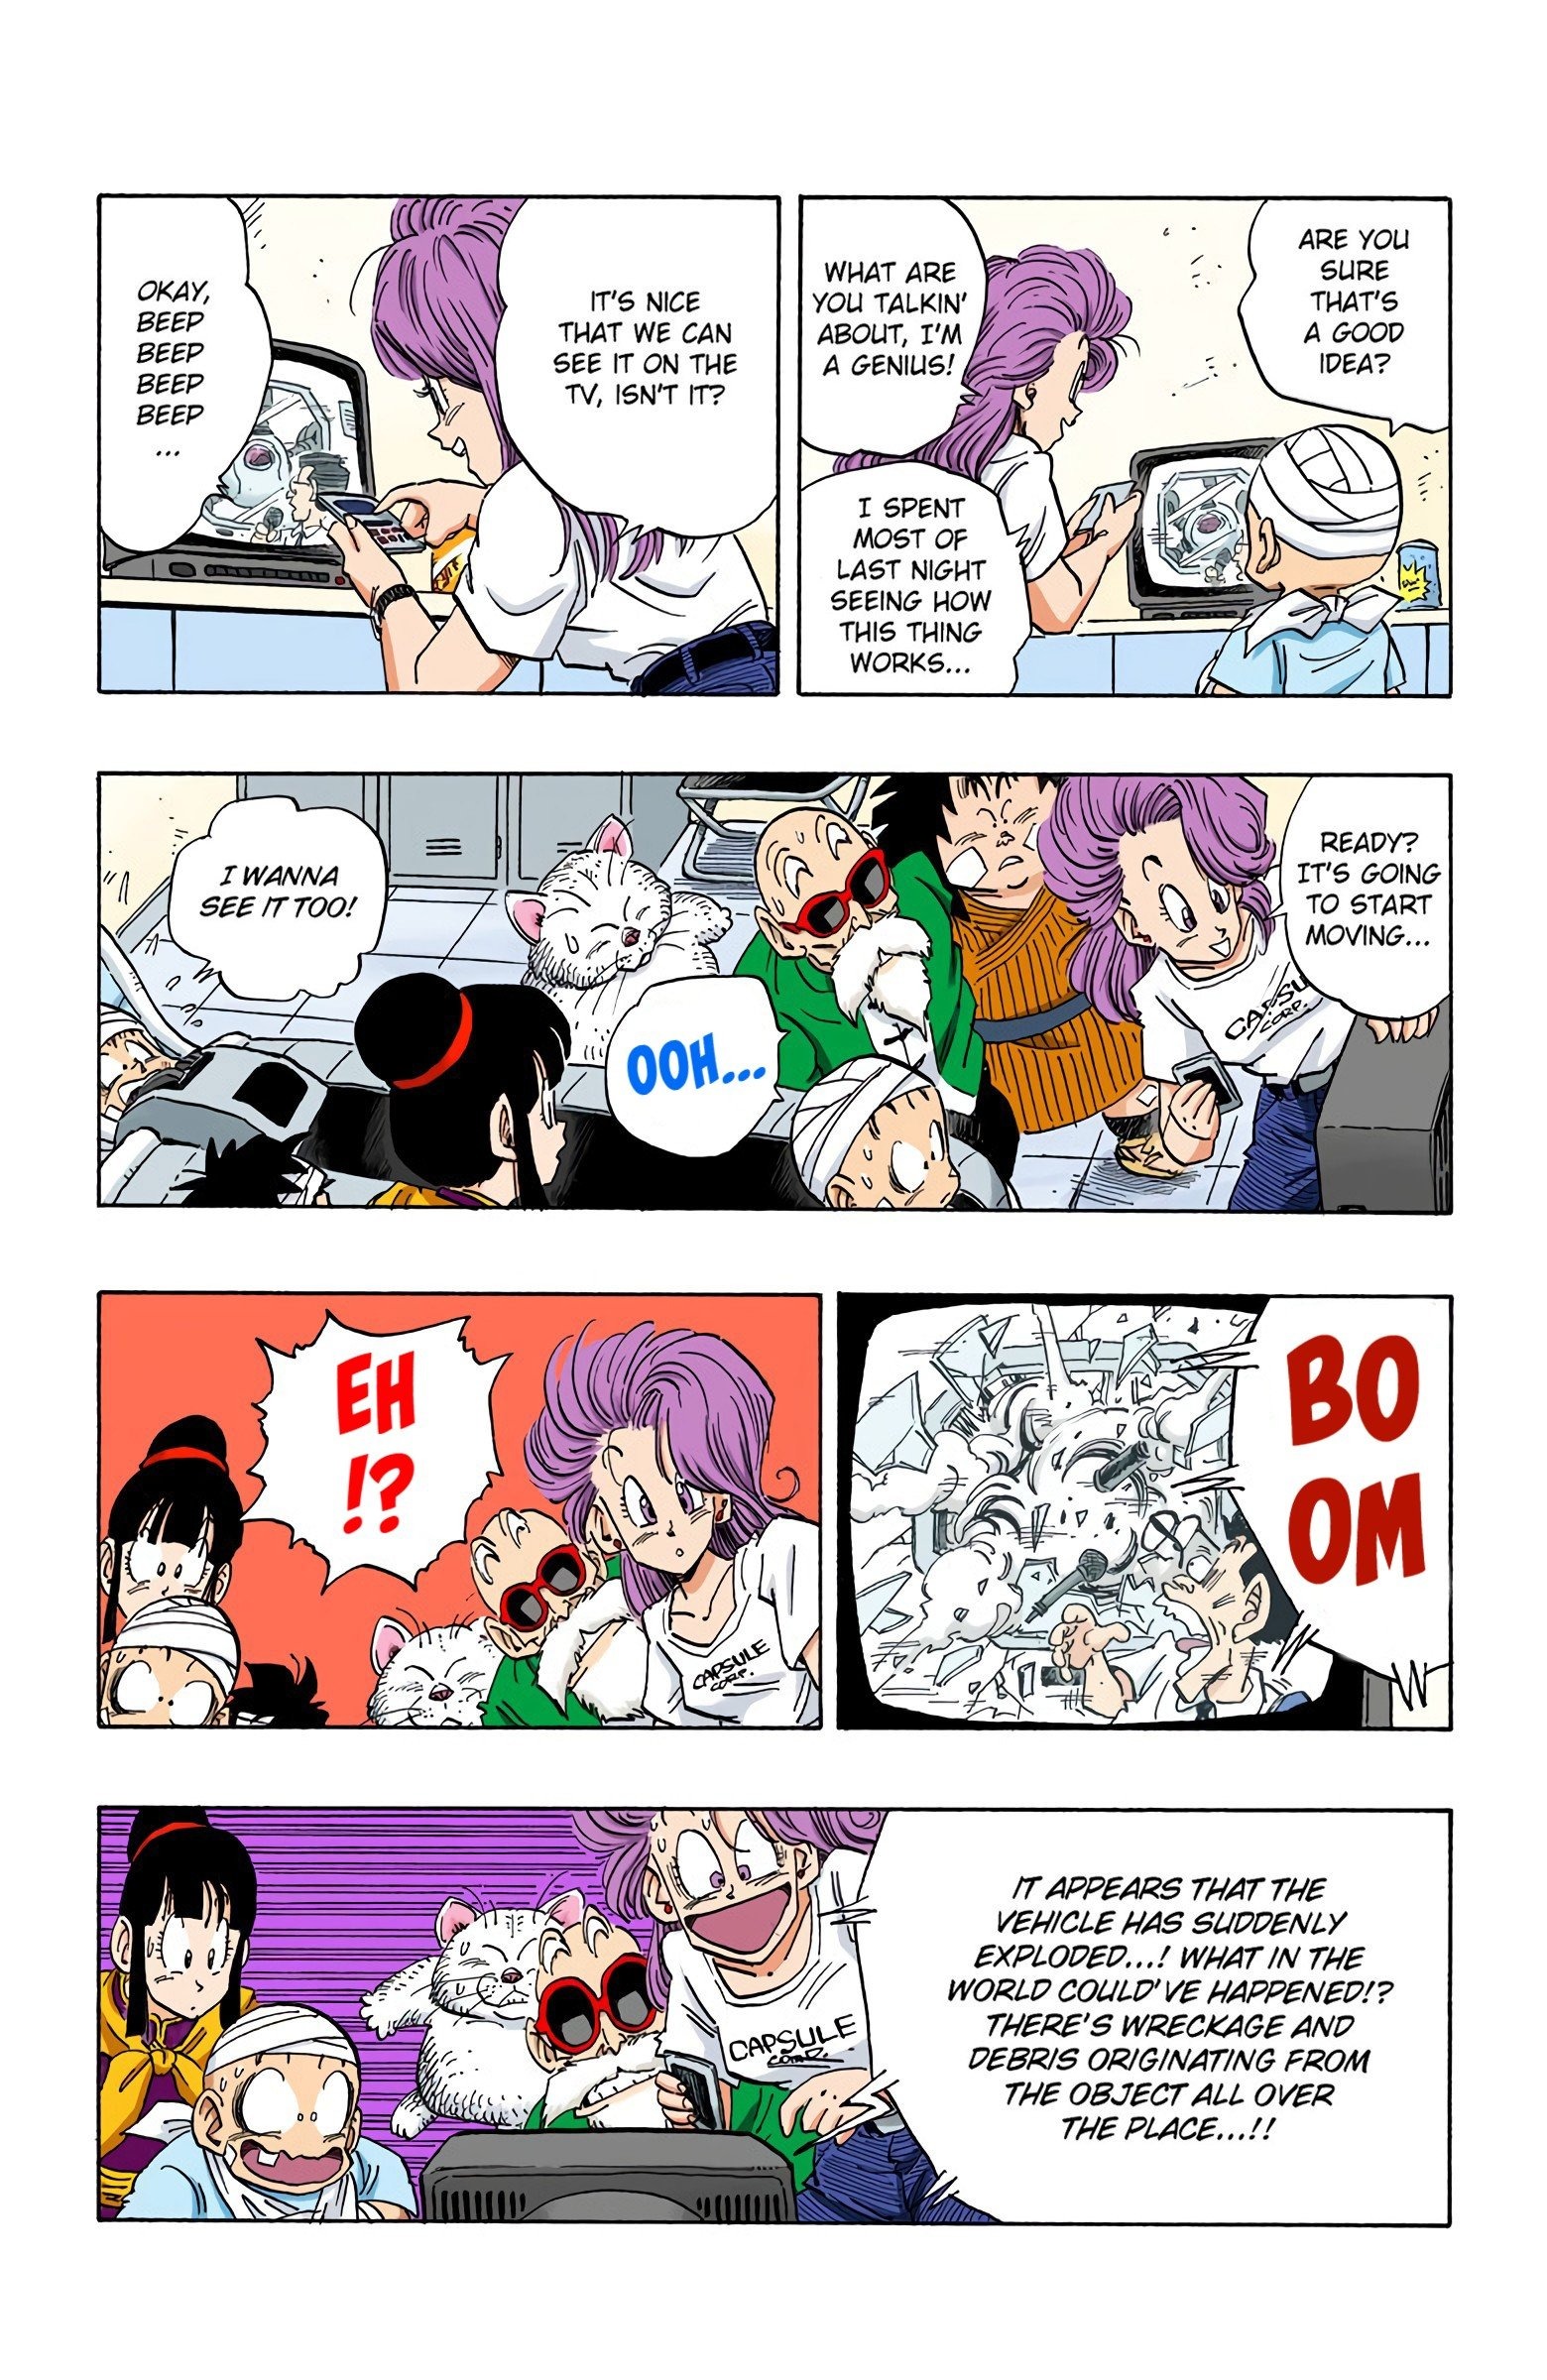 ARE YOU
SURE
THAT'S
A GOOD
IDEA?
WHAT ARE
YOU TALKIN'
ABOUT, I'M
A GENIUS!
I SPENT
MOST OF
LAST NIGHT
SEEING HOW
THIS THING
WORKS...
IT'S NICE
THAT WE CAN
SEE IT ON THE
TV, ISN'T IT?
OKAY,
BEEP
BEEP
BEEP
BEEP
...
READY?
IT'S GOING
TO START
MOVING...
CAPSU
CORP.
OOH...
I WANNA
SEE IT TOO!
BO
OM
W
EH
!?
CAPSULE
CORP.
IT APPEARS THAT THE
VEHICLE HAS SUDDENLY
EXPLODED...! WHAT IN THE
WORLD COULD'VE HAPPENED!?
THERE'S WRECKAGE AND
DEBRIS ORIGINATING FROM
THE OBJECT ALL OVER
THE PLACE...!!
CAPSULE
CORP.